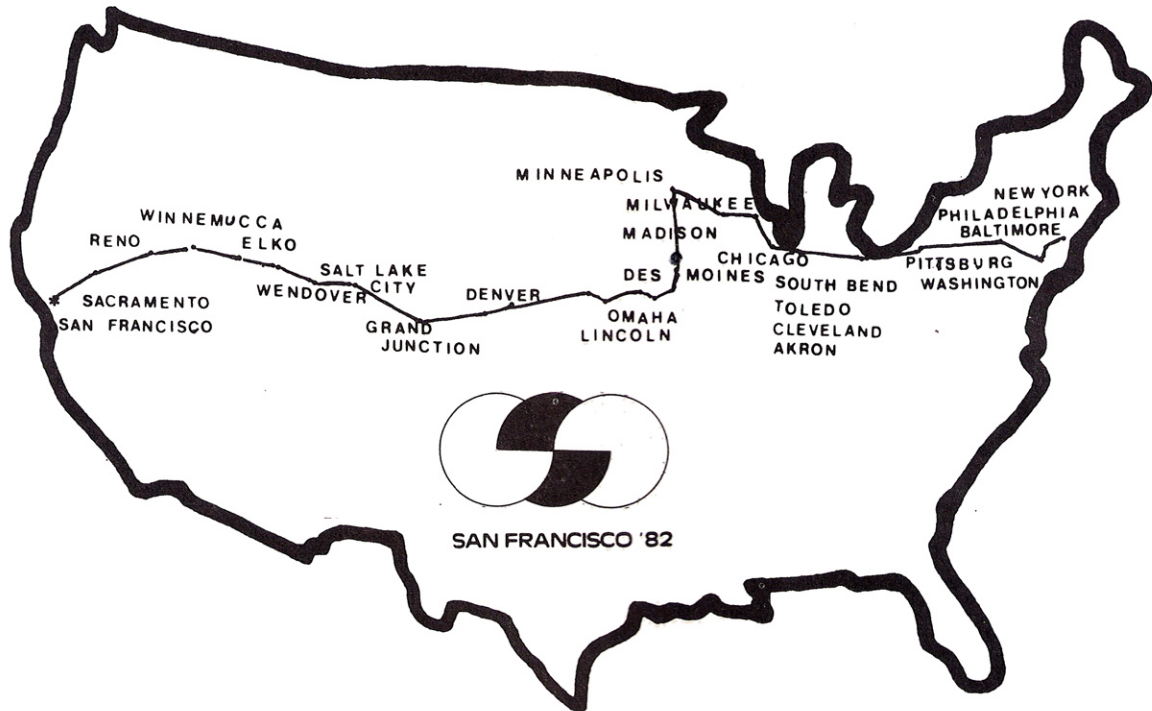 MINNEAPOLIS
NEW YORK
MILWAUKEE
PHILADELPHIA
WINNEMUCCA
BALTIMORE
RENO
ELKO
MADISON
CHICAGO
PITTSBURG
SALT LAKE
CITY
DES MOINES
SOUTH BEND
WASHINGTON
WENDOVER
DENVER
SACRAMENTO
TOLEDO
SAN FRANCISCO
GRAND
JUNCTION
OMAHA
LINCOLN
CLEVELAND
AKRON
SAN FRANCISCO '82